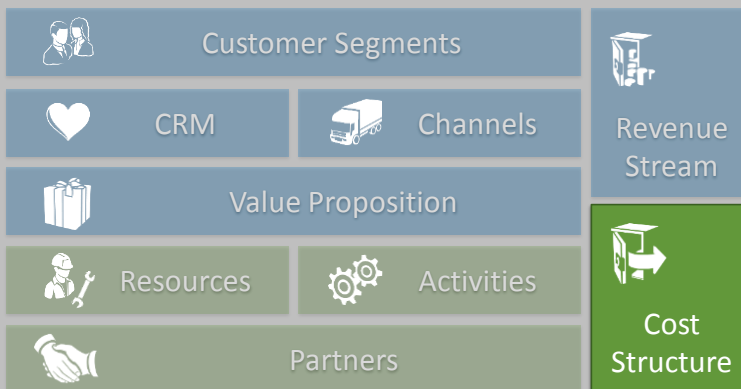 Customer Segments
CRM
Channels
Revenue
Stream
Value Proposition
Resources
Activities
Cost
Structure
Partners